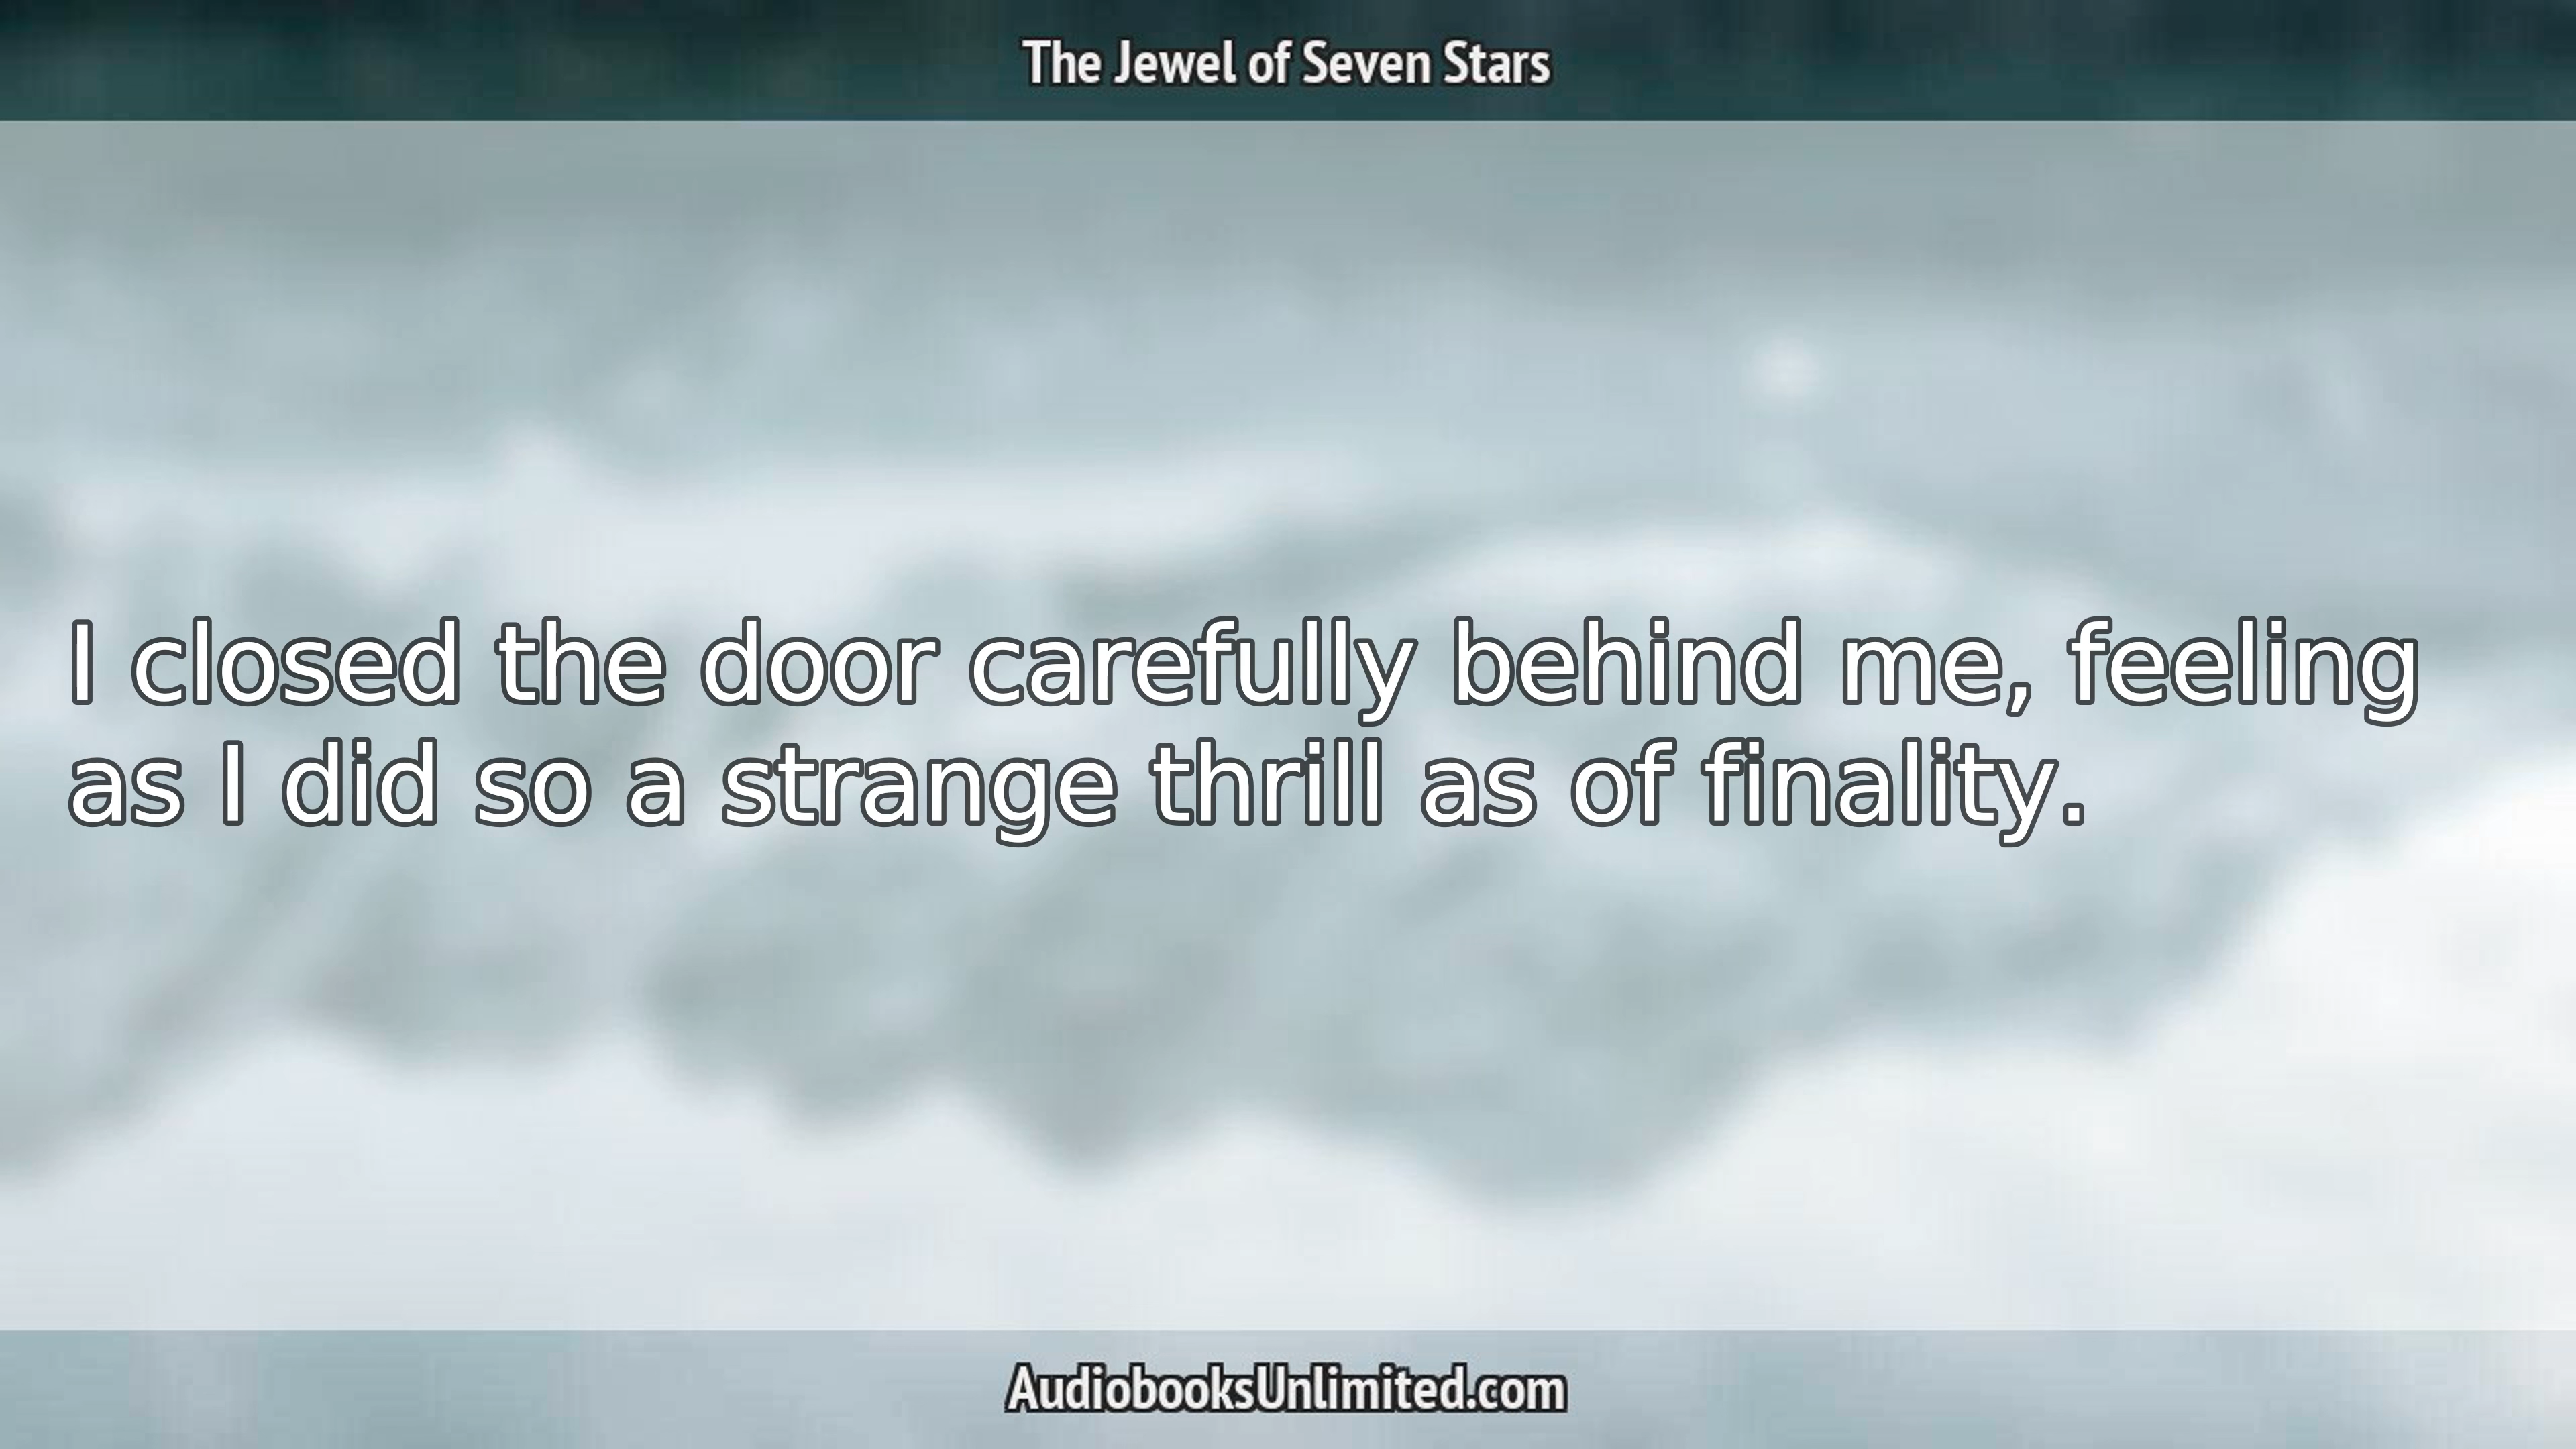 The Jewel of Seven Stars
I closed the door carefully behind me, feeling
as I did so a strange thrill as of finality.
AudiobooksUnlimited.com